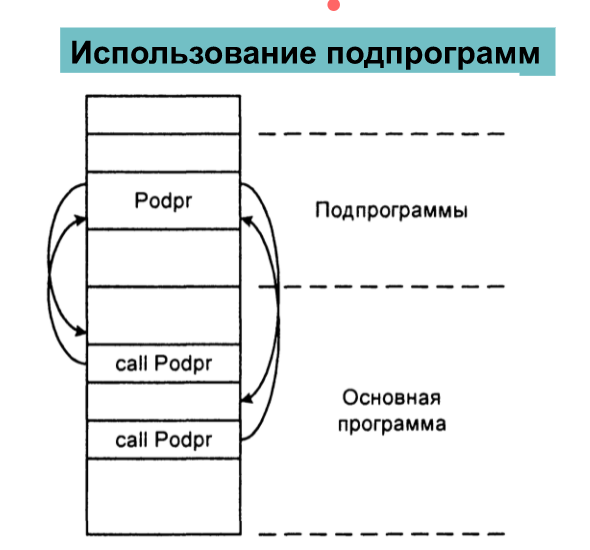 Использование подпрограмм
Podpr
Подпрограммы
call Podpr
Основная
программа
call Podpr